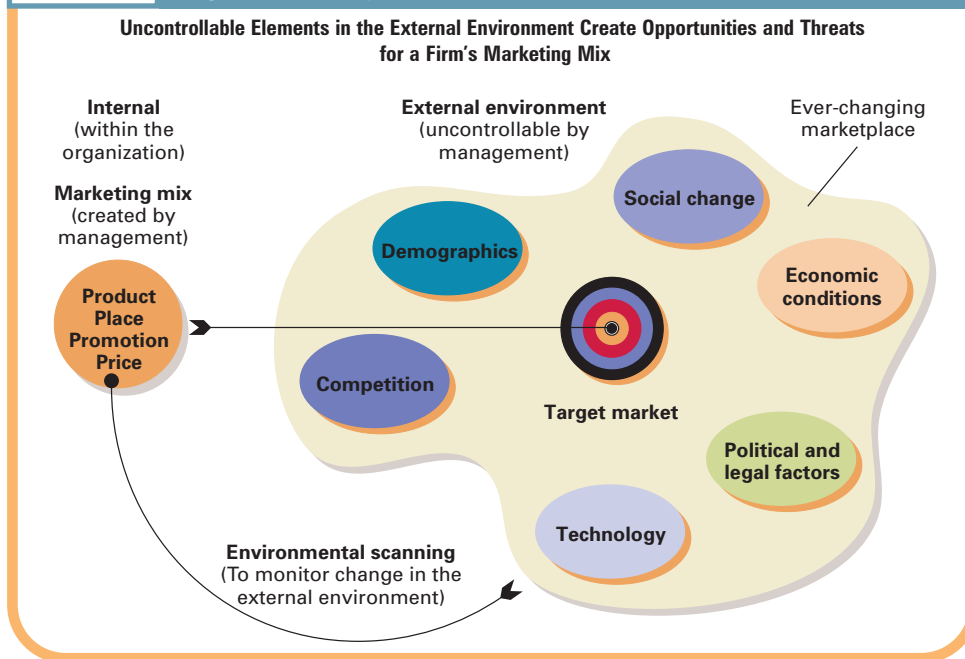 Uncontrollable Elements in the External Environment Create Opportunities and Threats
for a Firm's Marketing Mix
Internal
(within the
organization)
Marketing mix
(created by
management)
Product
Place
Promotion
Price
External environment
(uncontrollable by
management)
Ever-changing
marketplace
Social change
Demographics
Economic
conditions
Competition
Target market
Political and
legal factors
Technology
Environmental scanning
(To monitor change in the
external environment)